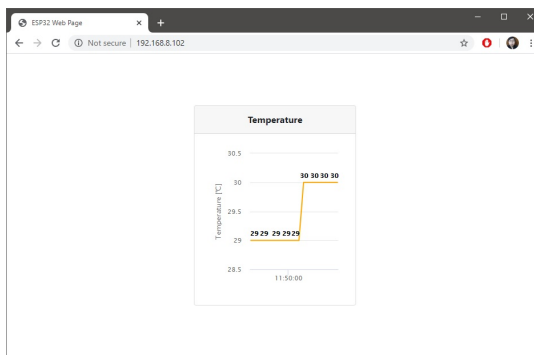 ESP32 Web Page
Not secure | 192.168.8.102
Temperature
30.5
30 30 30 30
30
Temperature [°C]
29.5
29 29 29 29 29
29
28.5
11:50:00